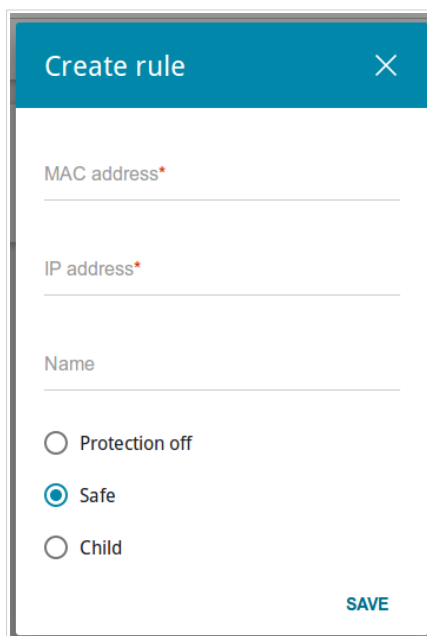 Create rule
MAC address*
IP address*
Name
Protection off
Safe
Child
SAVE